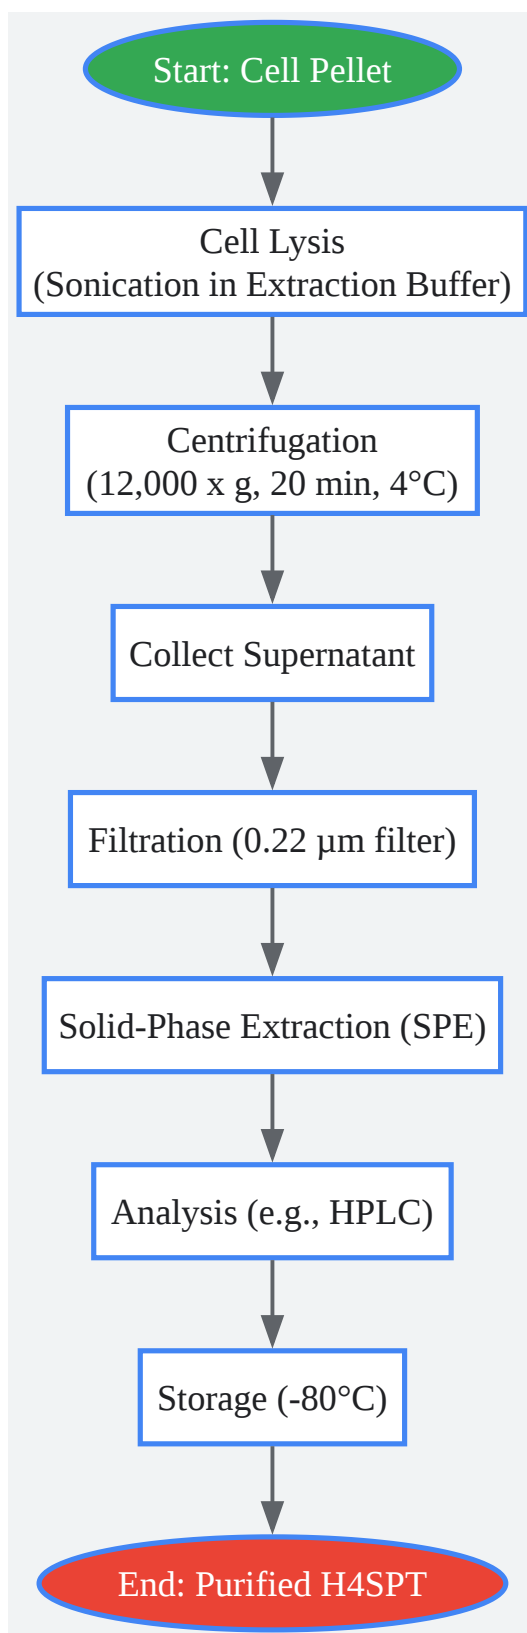 Start: Cell Pellet
Cell Lysis
(Sonication in Extraction Buffer)
Centrifugation
(12,000 x g, 20 min, 4°C)
Collect Supernatant
Filtration (0.22 µm filter)
Solid-Phase Extraction (SPE)
Analysis (e.g., HPLC)
Storage (-80°C)
End: Purified H4SPT